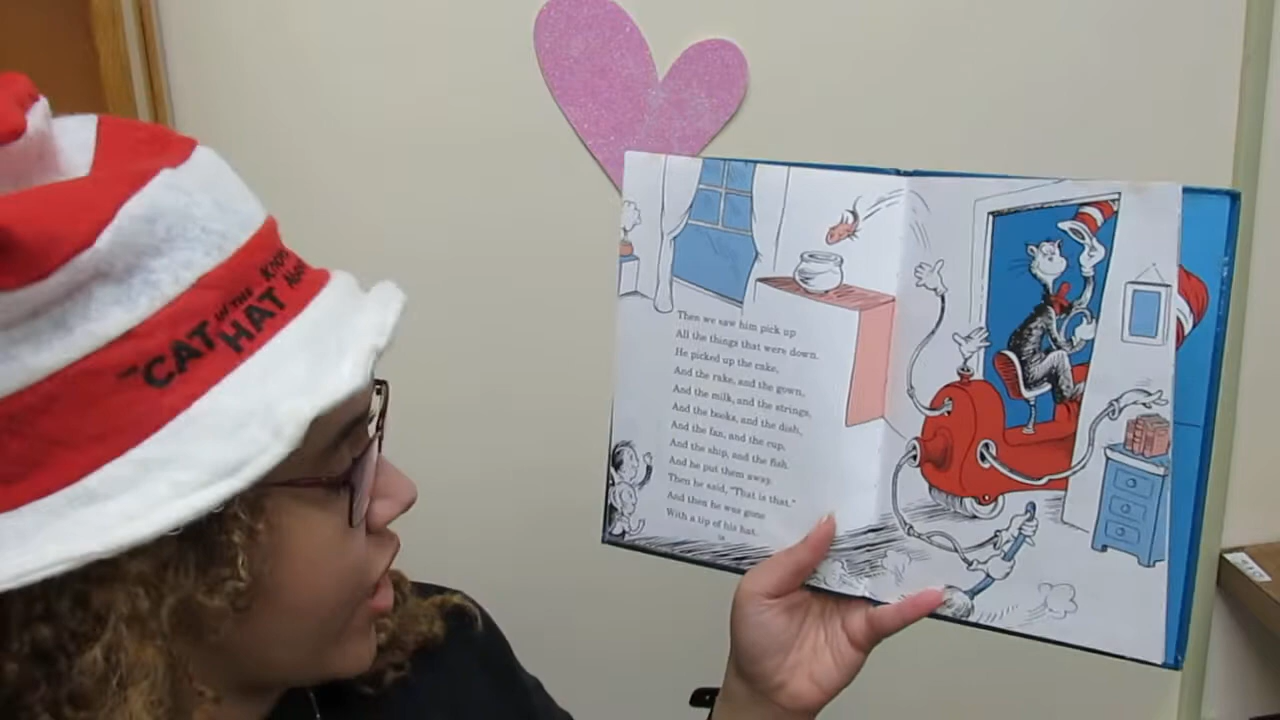 "CAT IN THE HAT
Then we saw him pick up
All the things that were down.
He picked up the cake,
And the rake, and the gown,
And the milk, and the strings,
And the books, and the dish,
And the fan, and the cup,
And the ship, and the fish.
And he put them away.
Then he said, "That is that."
And then he was gone
With a tip of his hat.